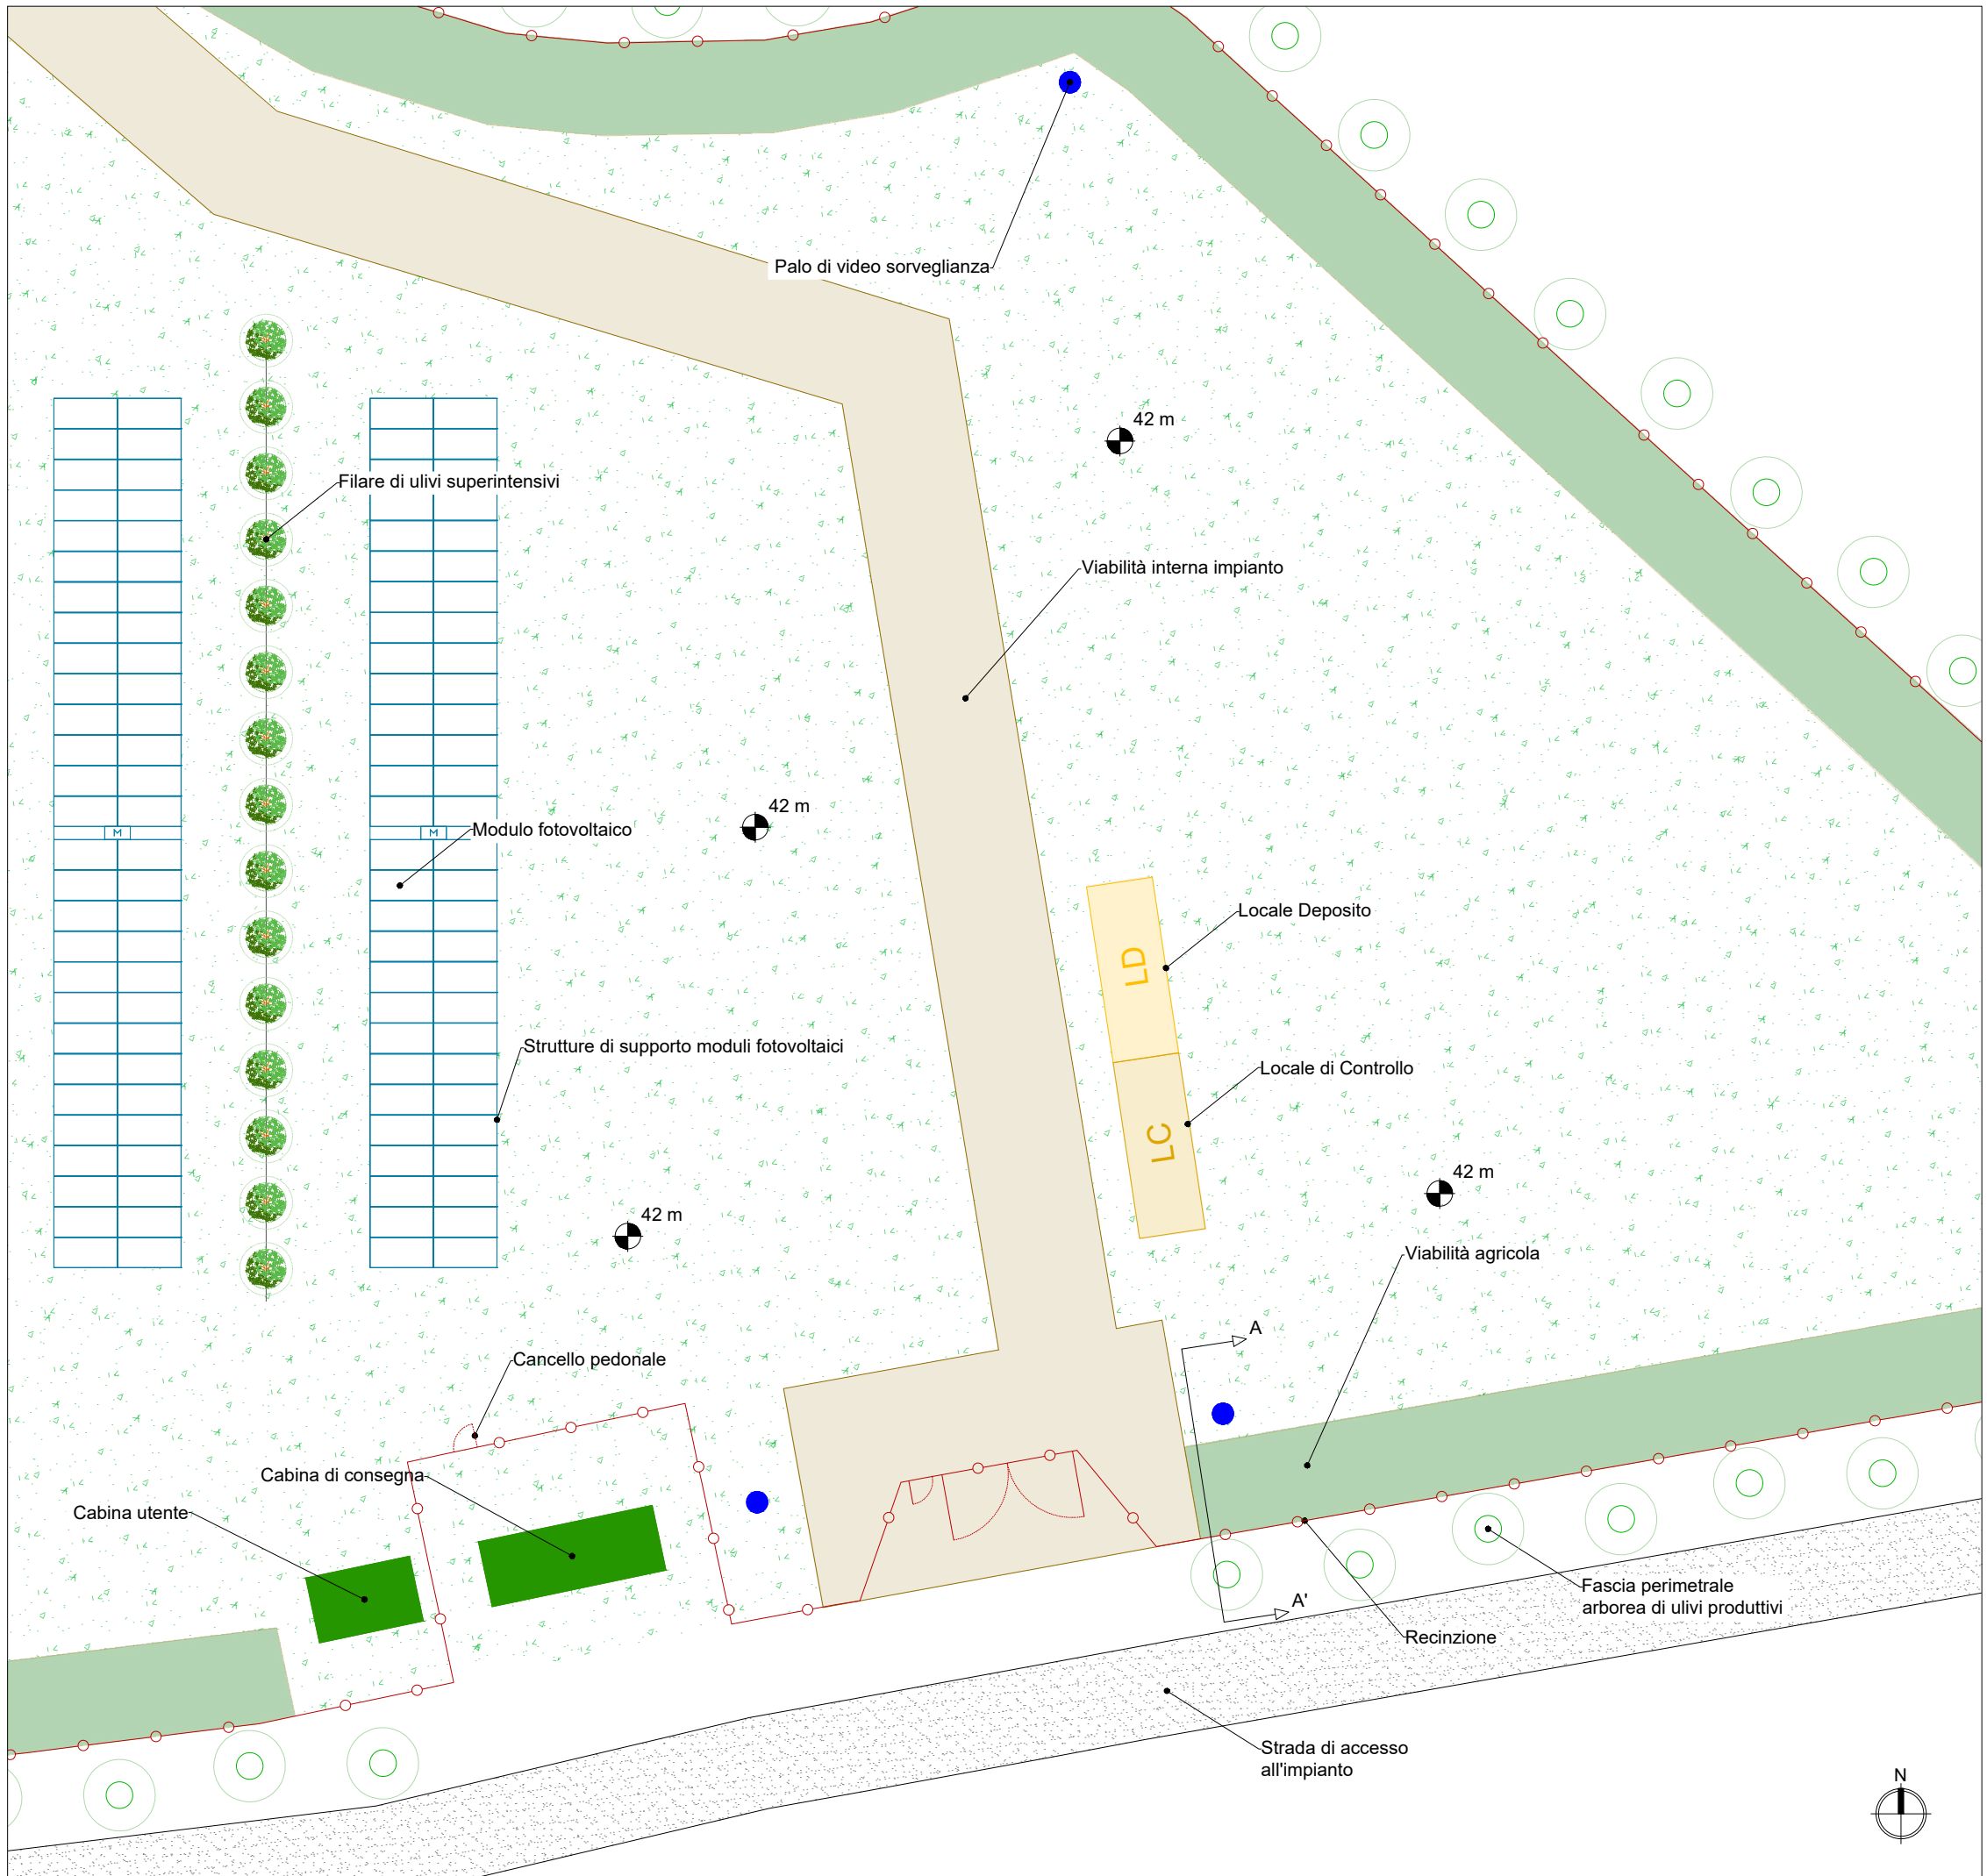 Palo di video sorveglianza
42 m
Filare di ulivi superintensivi
Viabilità interna impianto
42 m
M
M
Modulo fotovoltaico
Locale Deposito
LD
Strutture di supporto moduli fotovoltaici
Locale di Controllo
LC
42 m
42 m
Viabilità agricola
A
Cancello pedonale
Cabina di consegna
Cabina utente
Fascia perimetrale
arborea di ulivi produttivi
A'
Recinzione
Strada di accesso
all'impianto
N